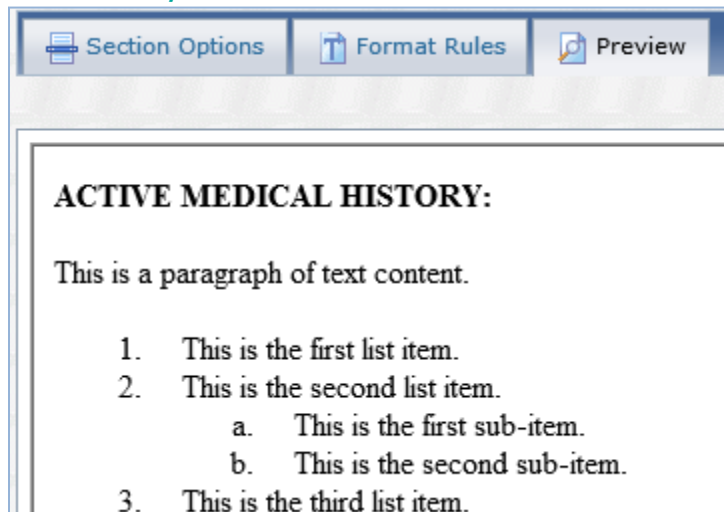 Section Options Format Rules Preview
ACTIVE MEDICAL HISTORY:
This is a paragraph of text content.
1. This is the first list item.
2. This is the second list item.
a. This is the first sub-item.
b. This is the second sub-item.
3. This is the third list item.